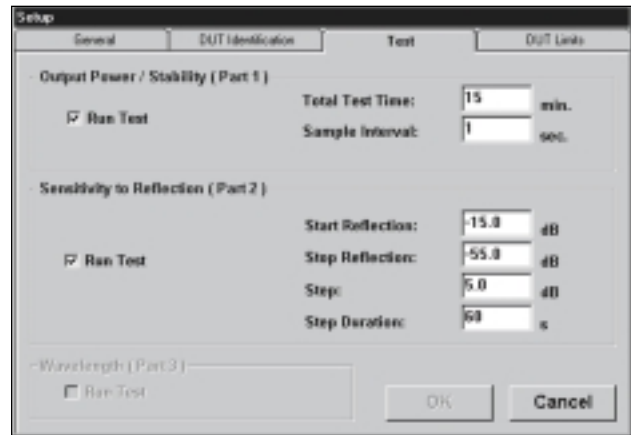 Setup
General
DUT Identification
Test
DUT Limits
Output Power / Stability ( Part 1 )
Run Test
Total Test Time: 15 min.
Sample Interval: 1 sec.
Sensitivity to Reflection ( Part 2 )
Run Test
Start Reflection: -15.0 dB
Stop Reflection: -55.0 dB
Step: 5.0 dB
Step Duration: 60 s
Wavelength ( Part 3 )
Run Test
OK
Cancel